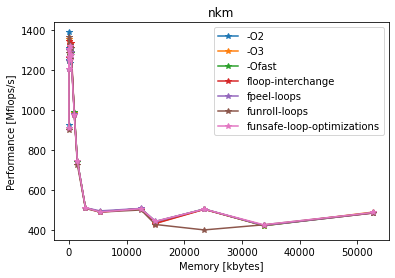 nkm
-O2
-O3
-Ofast
floop-interchange
fpeel-loops
funroll-loops
funsafe-loop-optimizations
Performance [Mflops/s]
1400
1200
1000
800
600
400
0
10000
20000
30000
40000
50000
Memory [kbytes]